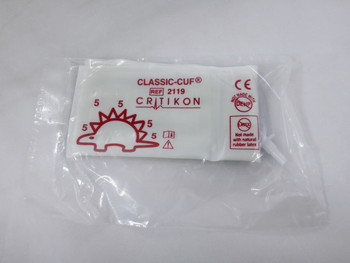 CLASSIC-CUF®
REF 2119
CRITIKON
CE
5 5 5 5 5
Not made
with natural
rubber latex